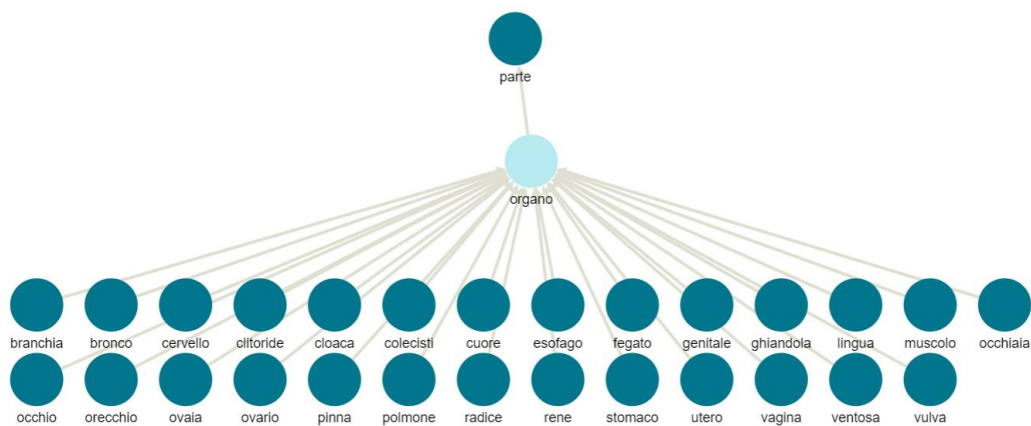 parte
organo
branchia bronco cervello clitoride cloaca colecisti cuore esofago fegato genitale ghiandola lingua muscolo occhiaia
occhio orecchio ovaia ovario pinna polmone radice rene stomaco utero vagina ventosa vulva